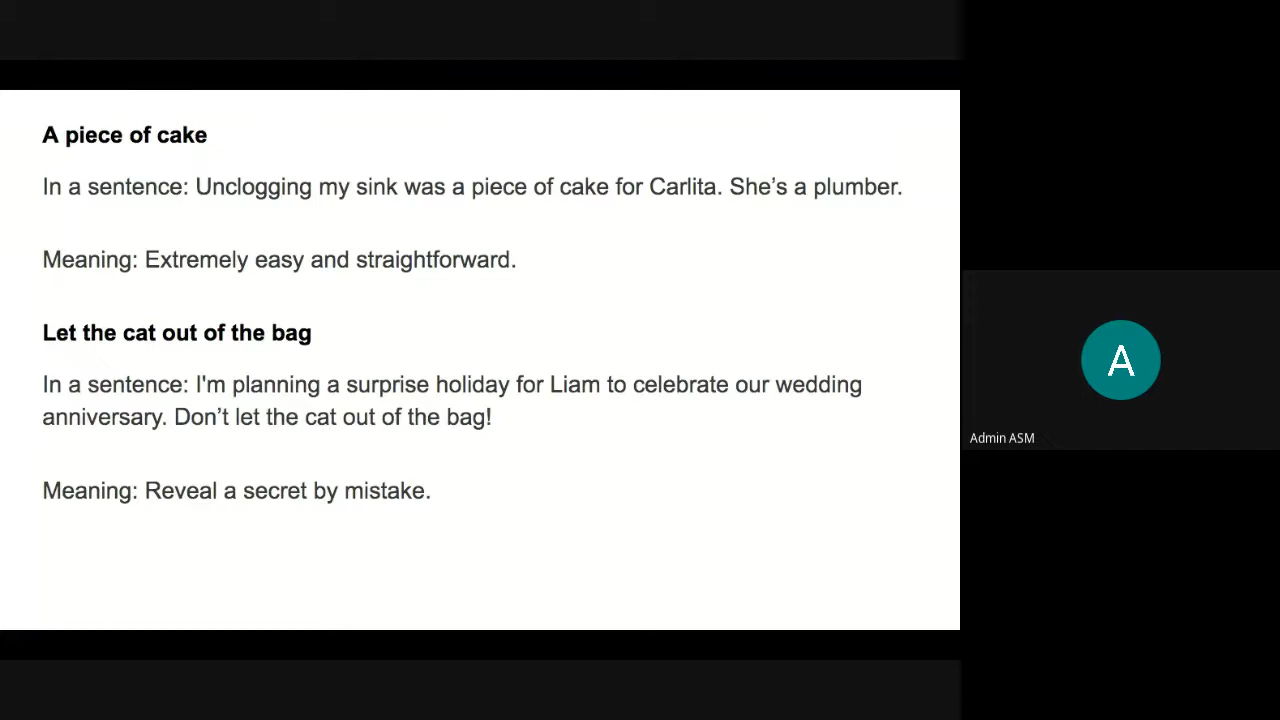 A piece of cake
In a sentence: Unclogging my sink was a piece of cake for Carlita. She’s a plumber.
Meaning: Extremely easy and straightforward.
Let the cat out of the bag
In a sentence: I'm planning a surprise holiday for Liam to celebrate our wedding
anniversary. Don’t let the cat out of the bag!
Meaning: Reveal a secret by mistake.
A
Admin ASM